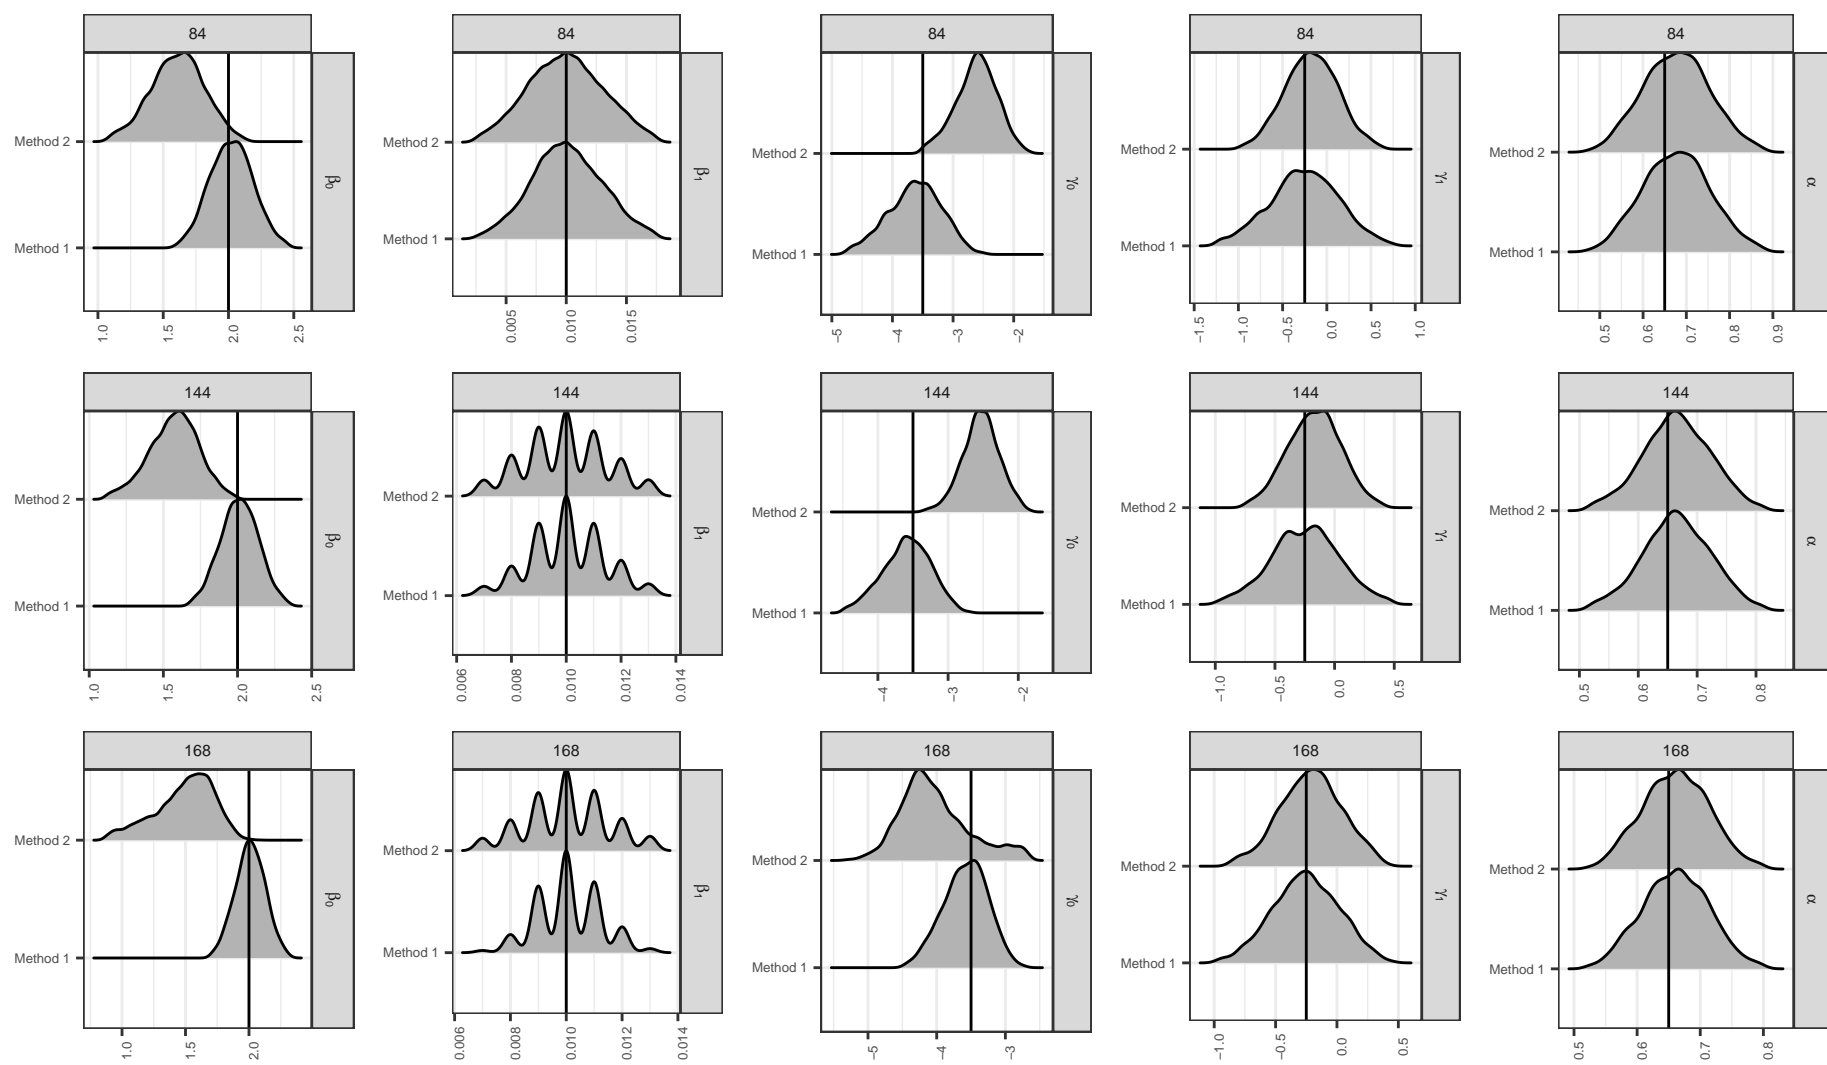 84 84 84 84 84
Method 2 Method 2 Method 2 Method 2 Method 2
β₀ β₁ γ₀ γ₁ α
Method 1 Method 1 Method 1 Method 1 Method 1
1.0 1.5 2.0 2.5 0.005 0.010 0.015 −5 −4 −3 −2 −1.5 −1.0 −0.5 0.0 0.5 1.0 0.5 0.6 0.7 0.8 0.9
144 144 144 144 144
Method 2 Method 2 Method 2 Method 2 Method 2
β₀ β₁ γ₀ γ₁ α
Method 1 Method 1 Method 1 Method 1 Method 1
1.0 1.5 2.0 2.5 0.006 0.008 0.010 0.012 0.014 −4 −3 −2 −1.0 −0.5 0.0 0.5 0.5 0.6 0.7 0.8
168 168 168 168 168
Method 2 Method 2 Method 2 Method 2 Method 2
β₀ β₁ γ₀ γ₁ α
Method 1 Method 1 Method 1 Method 1 Method 1
1.0 1.5 2.0 0.006 0.008 0.010 0.012 0.014 −5 −4 −3 −1.0 −0.5 0.0 0.5 0.5 0.6 0.7 0.8